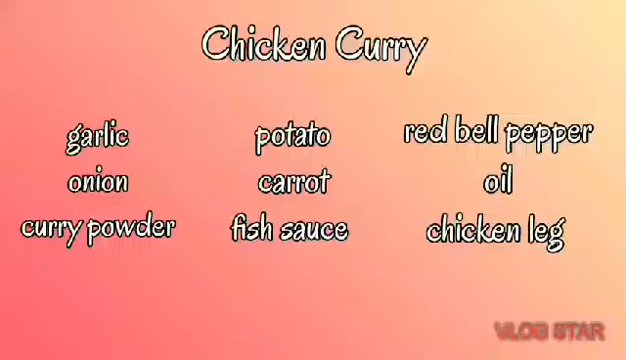 Chicken Curry
garlic potato red bell pepper
onion carrot oil
curry powder fish sauce chicken leg
VLOG STAR